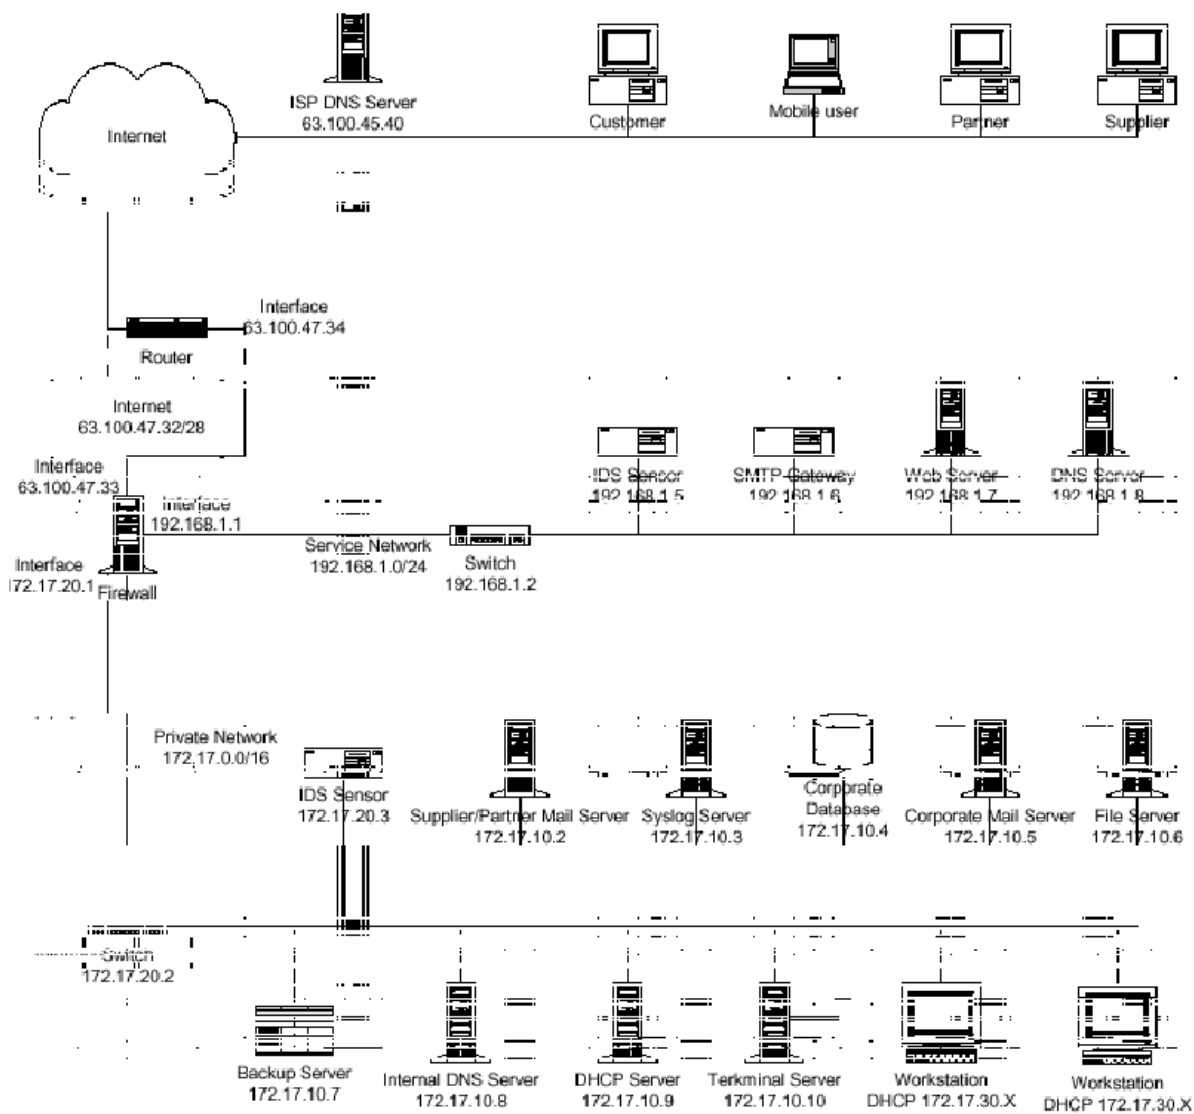 ISP DNS Server
63.100.45.40
Internet
Customer
Mobile user
Partner
Supplier
Interface
63.100.47.34
Router
Internet
63.100.47.32/28
Interface
63.100.47.33
Interface
192.168.1.1
IDS Sensor
192.168.1.5
SMTP Gateway
192.168.1.6
Web Server
192.168.1.7
DNS Server
192.168.1.8
Service Network
192.168.1.0/24
Switch
192.168.1.2
Interface
172.17.20.1
Firewall
Private Network
172.17.0.0/16
IDS Sensor
172.17.20.3
Supplier/Partner Mail Server
172.17.10.2
Syslog Server
172.17.10.3
Corporate
Database
172.17.10.4
Corporate Mail Server
172.17.10.5
File Server
172.17.10.6
Switch
172.17.20.2
Backup Server
172.17.10.7
Internal DNS Server
172.17.10.8
DHCP Server
172.17.10.9
Terkminal Server
172.17.10.10
Workstation
DHCP 172.17.30.X
Workstation
DHCP 172.17.30.X